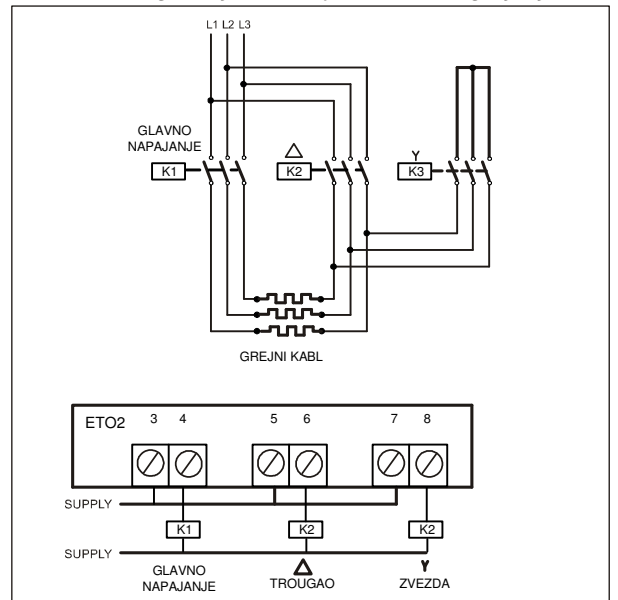 L1 L2 L3
GLAVNO
NAPAJANJE
K1
K2
Y
K3
GREJNI KABL
ETO2
3 4 5 6 7 8
SUPPLY
K1 K2 K2
SUPPLY
GLAVNO
NAPAJANJE
TROUGAO
Y
ZVEZDA